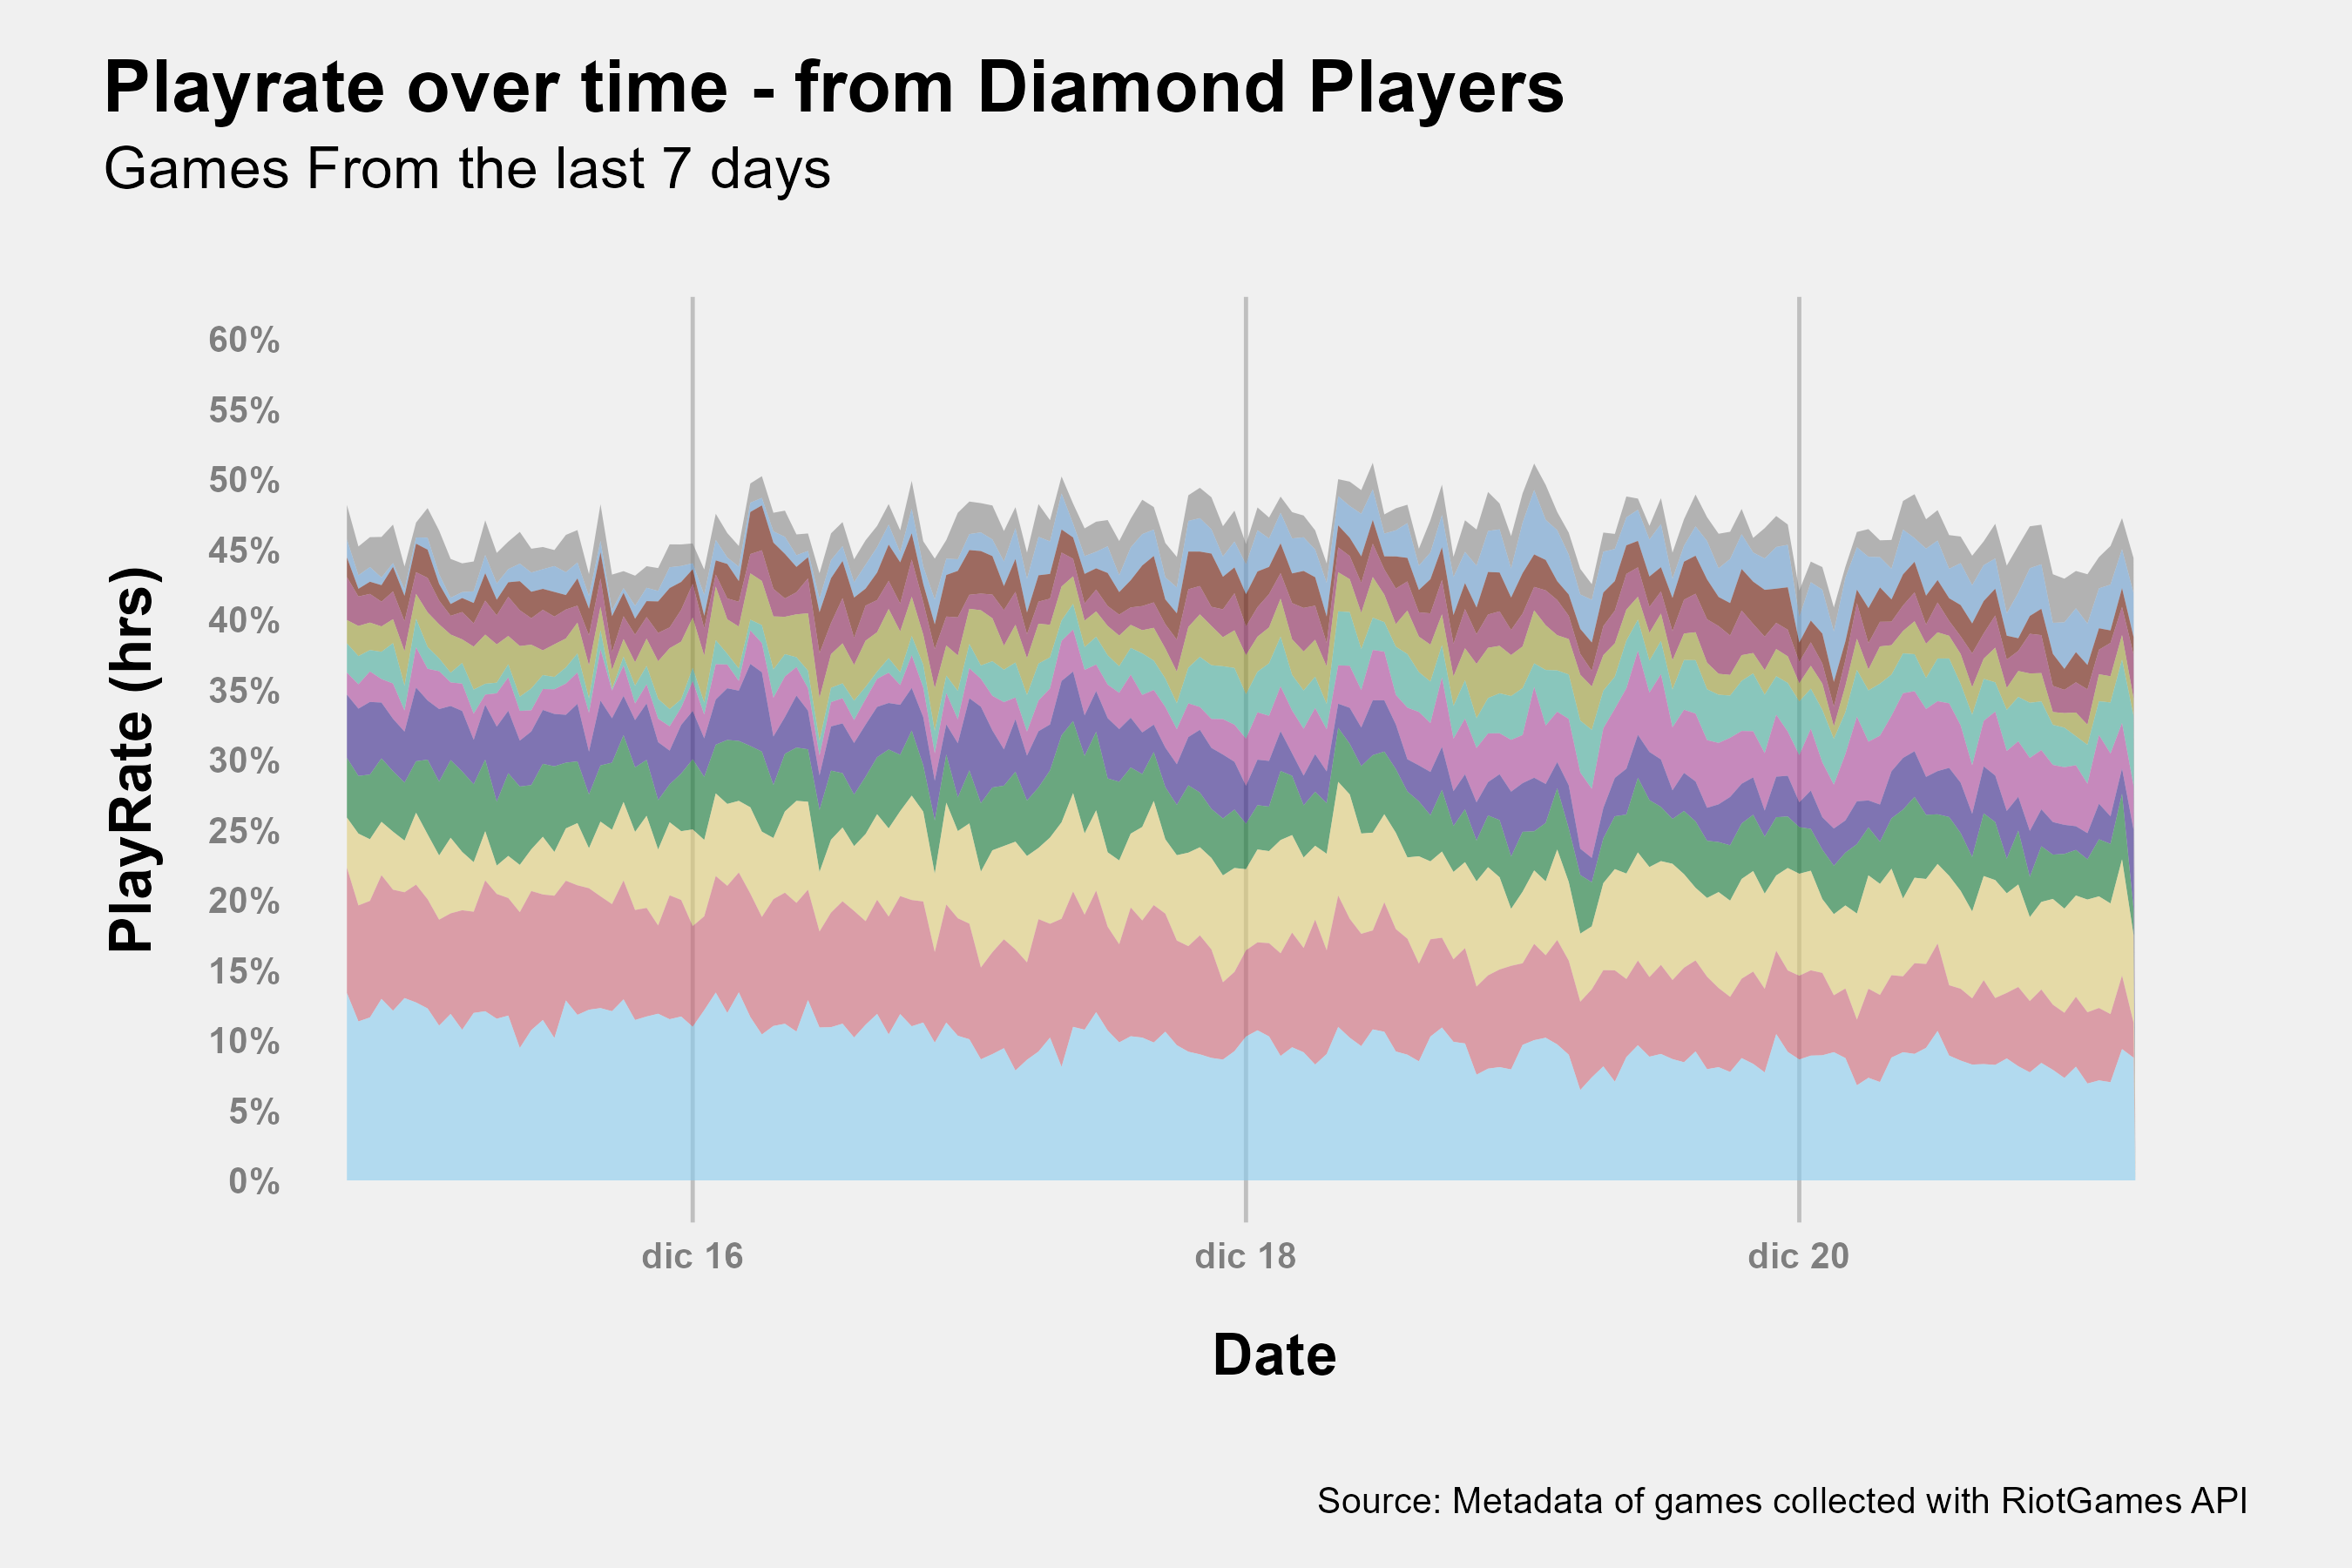 Playrate over time - from Diamond Players
Games From the last 7 days
PlayRate (hrs)
60%
55%
50%
45%
40%
35%
30%
25%
20%
15%
10%
5%
0%
dic 16
dic 18
dic 20
Date
Source: Metadata of games collected with RiotGames API